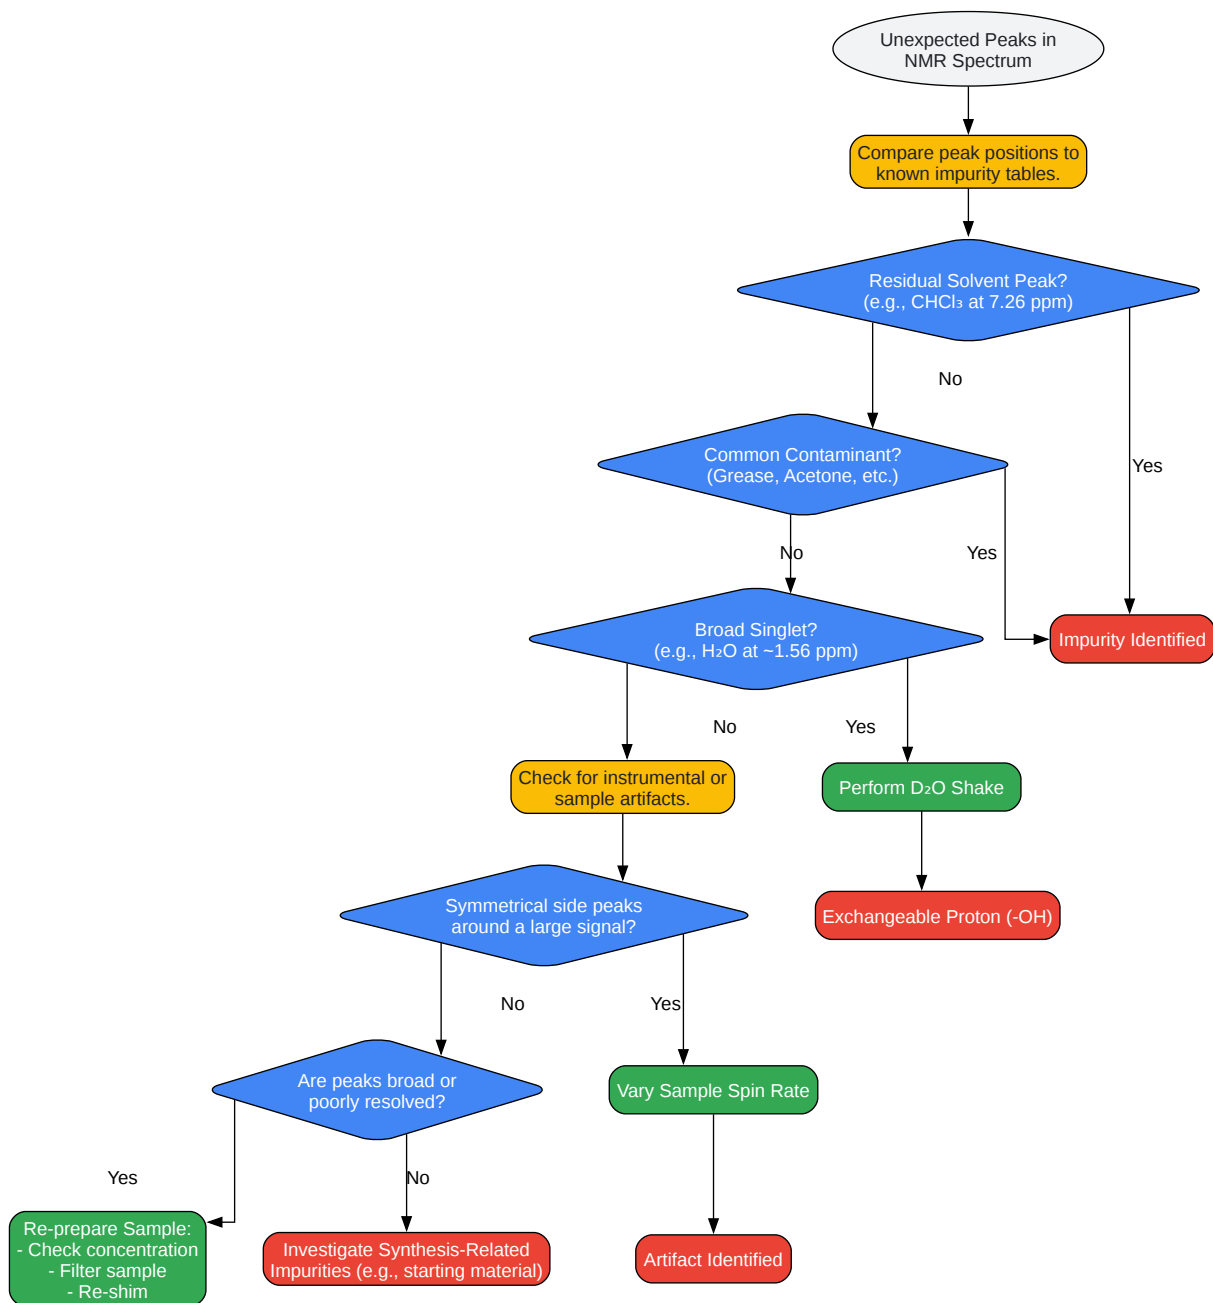 Unexpected Peaks in
NMR Spectrum
Compare peak positions to
known impurity tables.
Residual Solvent Peak?
(e.g., CHCl₃ at 7.26 ppm)
No
Common Contaminant?
(Grease, Acetone, etc.)
Yes
No
Yes
Broad Singlet?
(e.g., H₂O at ~1.56 ppm)
Impurity Identified
No
Yes
Check for instrumental or
sample artifacts.
Perform D₂O Shake
Symmetrical side peaks
around a large signal?
Exchangeable Proton (-OH)
No
Yes
Are peaks broad or
poorly resolved?
Vary Sample Spin Rate
Yes
No
Re-prepare Sample:
- Check concentration
- Filter sample
- Re-shim
Investigate Synthesis-Related
Impurities (e.g., starting material)
Artifact Identified